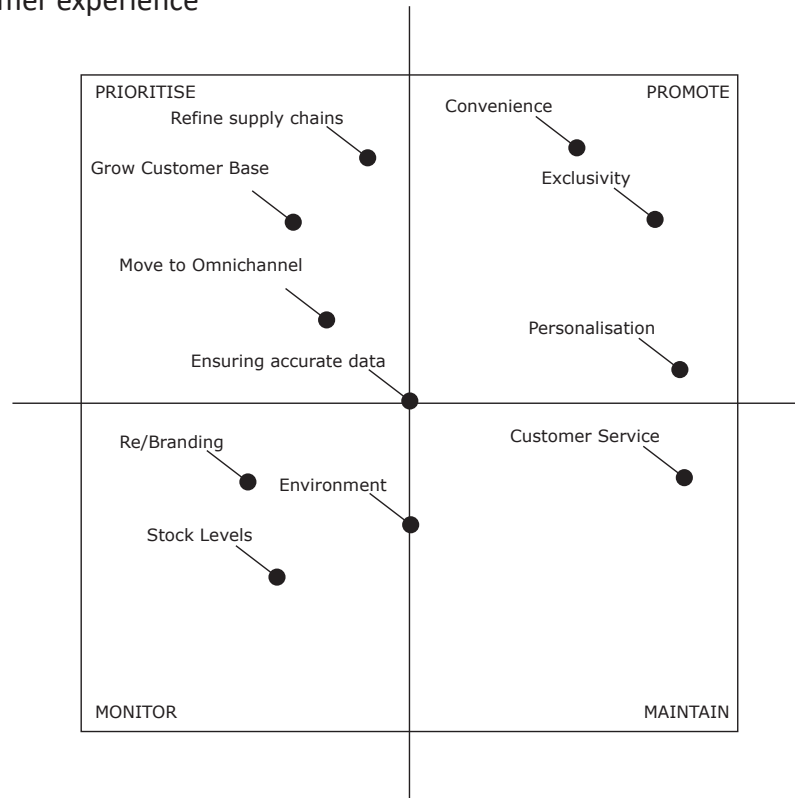 experience
PRIORITISE
PROMOTE
Refine supply chains
Convenience
Grow Customer Base
Exclusivity
Move to Omnichannel
Personalisation
Ensuring accurate data
Re/Branding
Customer Service
Environment
Stock Levels
MONITOR
MAINTAIN